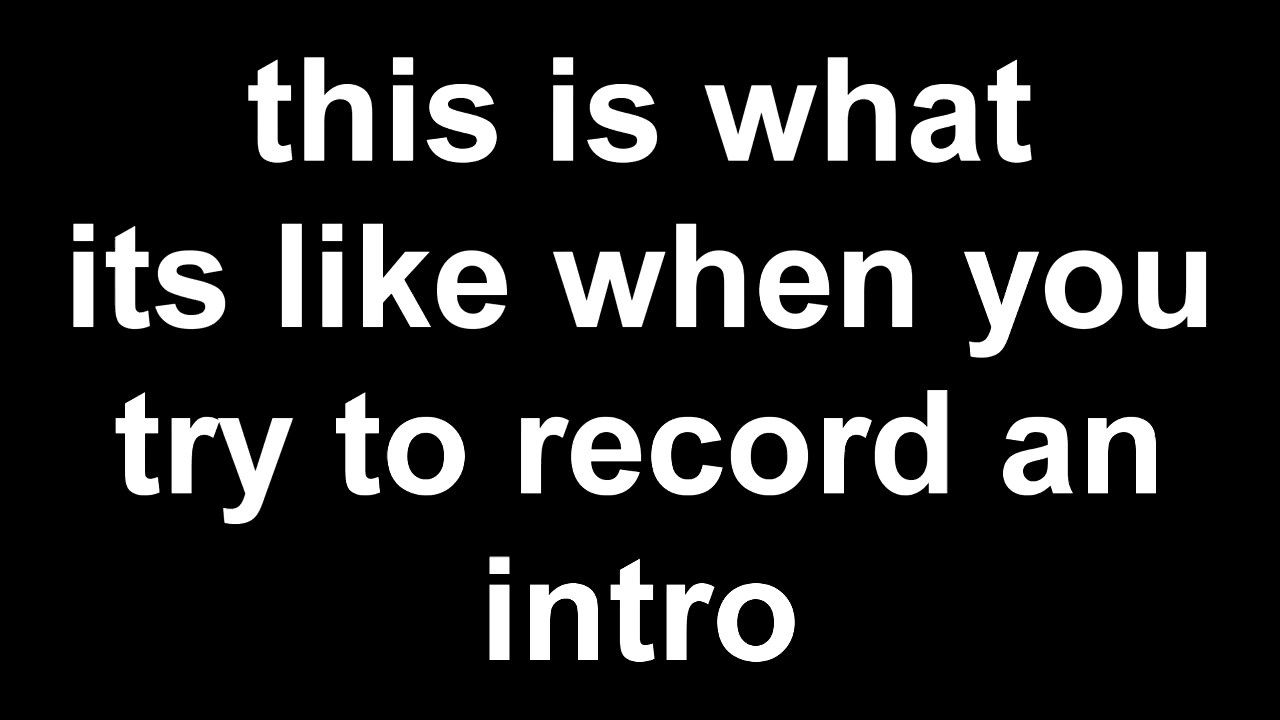 this is what
its like when you
try to record an
intro